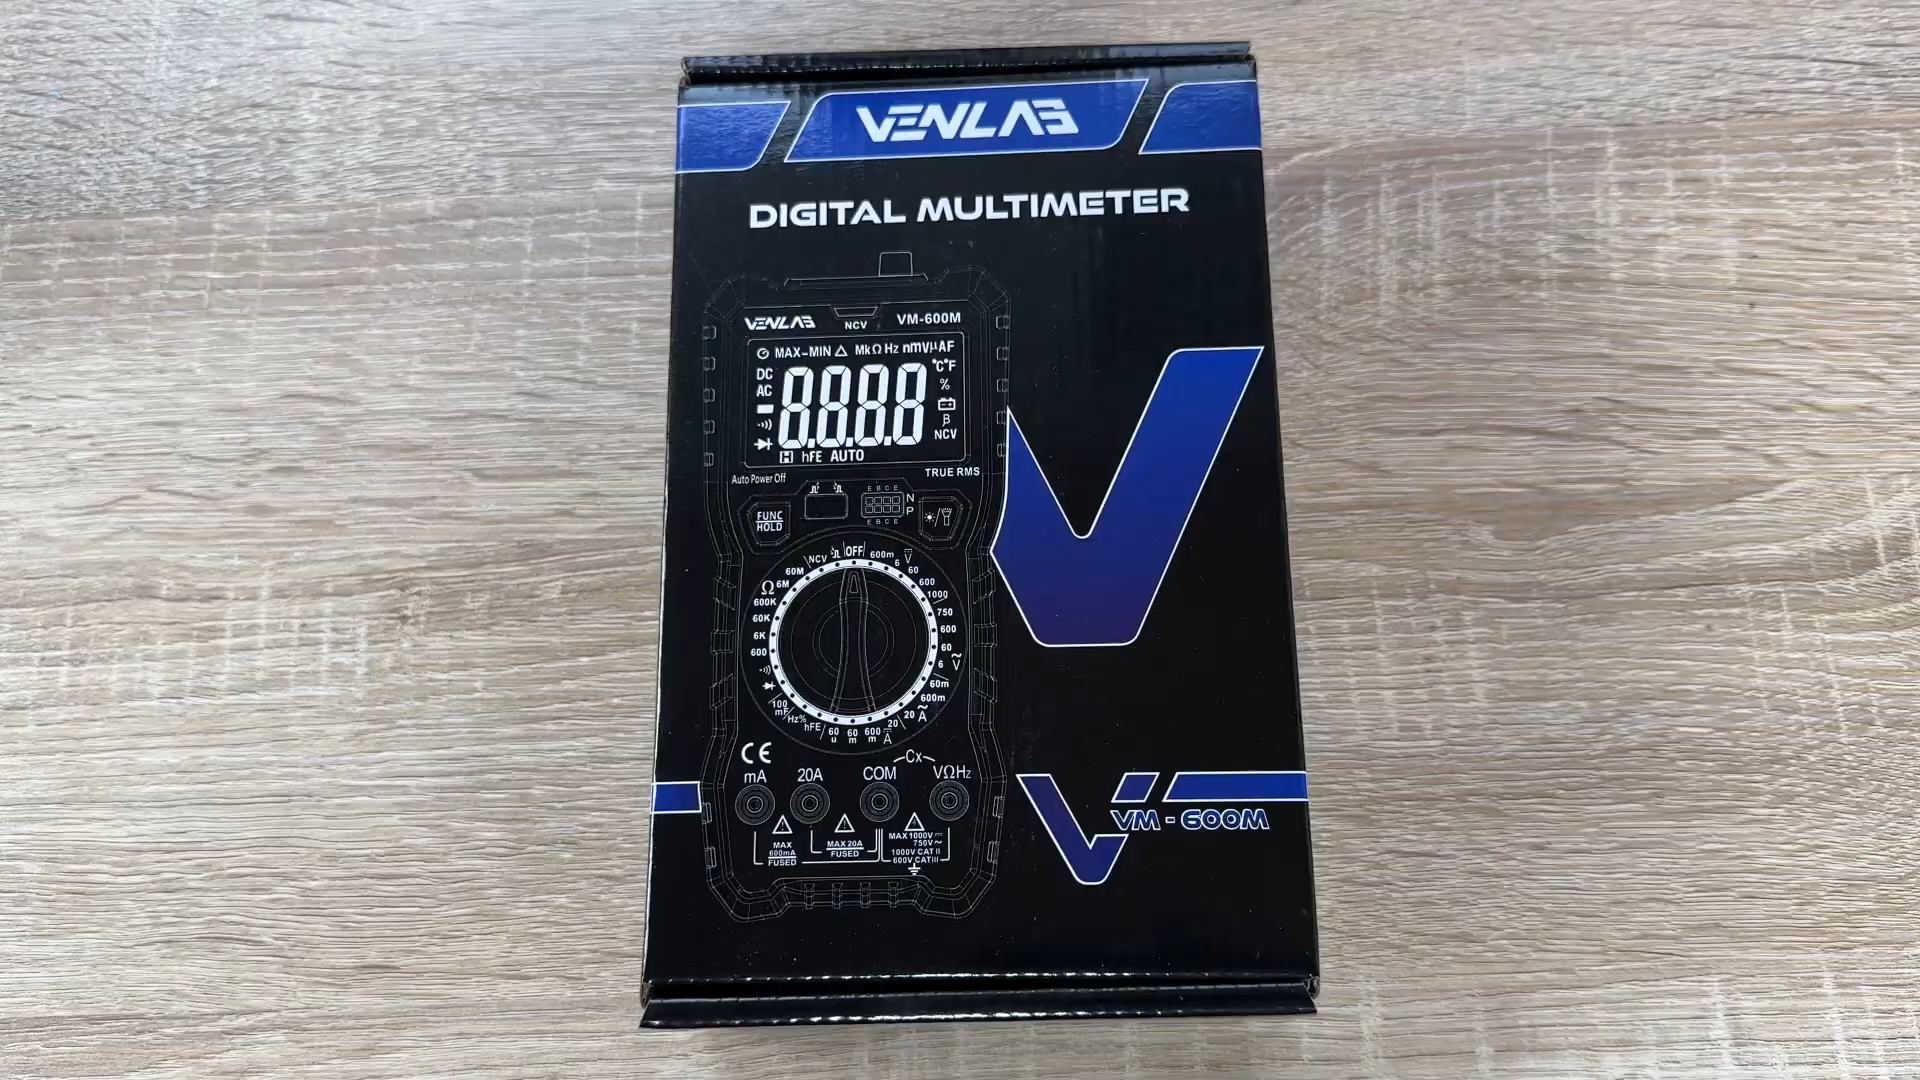 VENLAB
DIGITAL MULTIMETER
VENLAB NCV VM-600M
MAX-MIN △ MkΩHz nmVµAF
DC °C°F
AC %
8.8.8.8
β
NCV
H hFE AUTO
Auto Power Off TRUE RMS
EBCE
N
P
EBCE
FUNC
HOLD
NCV OFF 600m V
6
60
600
1000
750
600
60
6 V
60m
600m
20 A
60M
Ω 6M
600K
60K
6K
600
100
mF
Hz%
hFE
60
u
60
m
600
m
20
A
CE
Cx
mA 20A COM VΩHz
MAX
600mA
FUSED
MAX 20A
FUSED
MAX 1000V
750V~
1000V CAT II
600V CAT III
VM - 600M